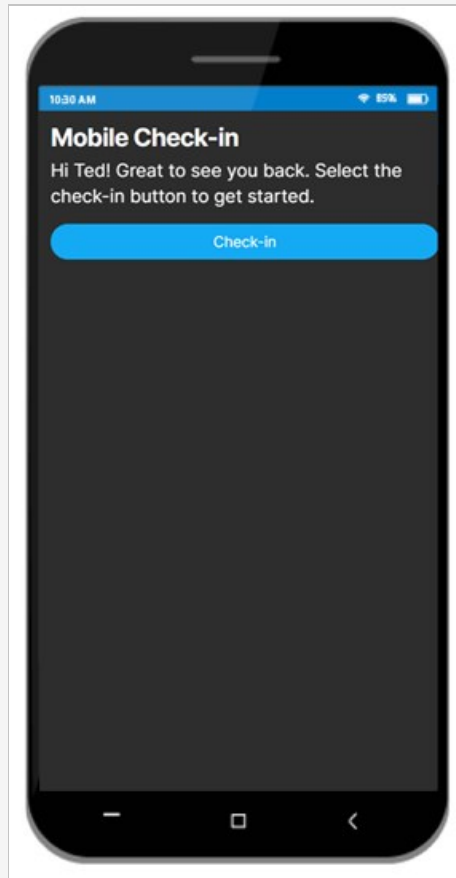 10:30 AM 85%
Mobile Check-in
Hi Ted! Great to see you back. Select the
check-in button to get started.
Check-in